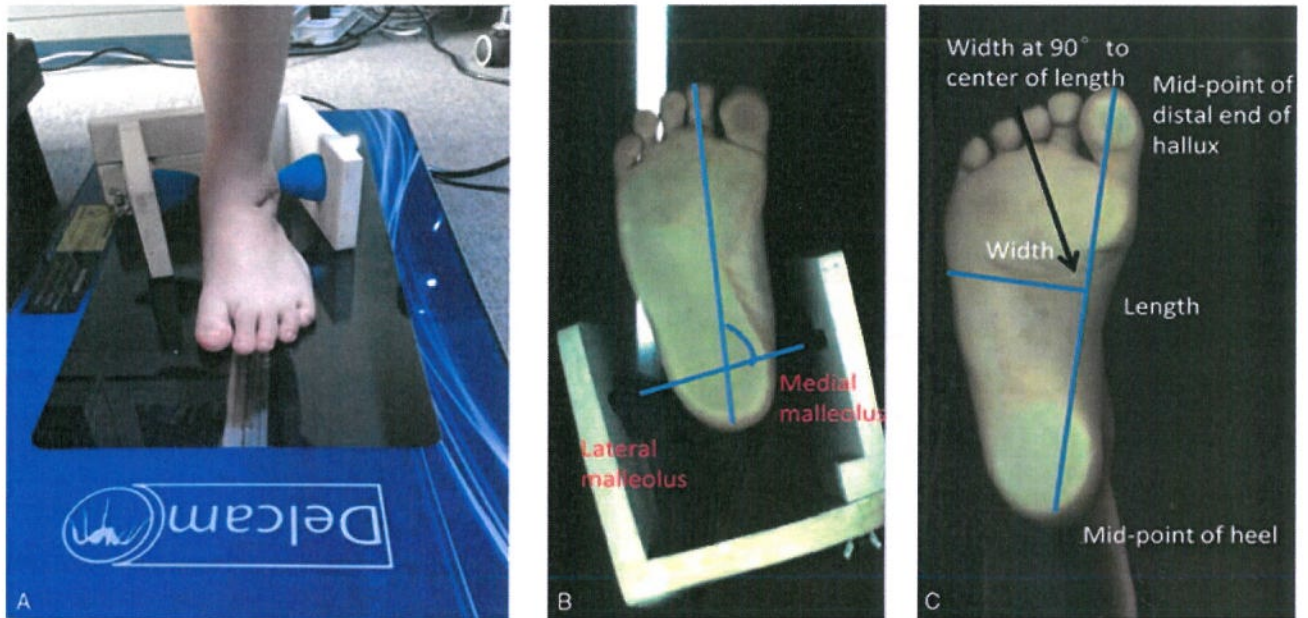 Delcam
A
Medial
malleolus
Lateral
malleolus
B
Width at 90° to
center of length
Mid-point of
distal end of
hallux
Width
Length
Mid-point of heel
C